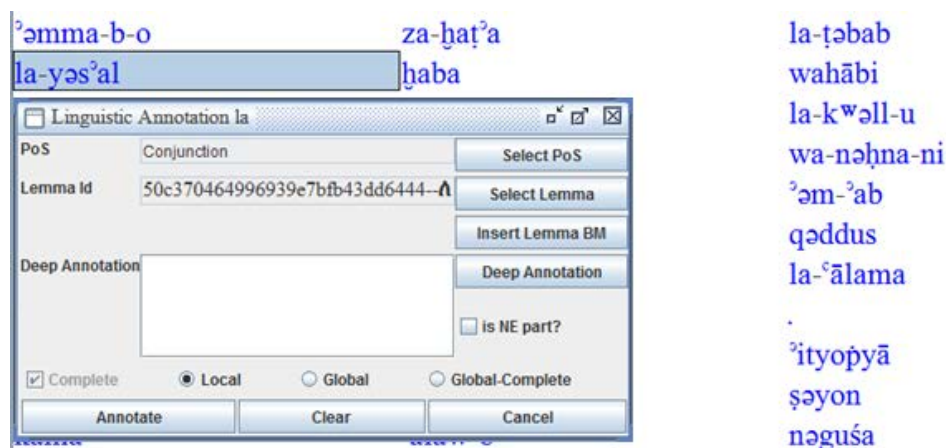 ʾəmma-b-o za-ḫaṭʾa la-ṭəbab
la-yəsʾal ḫaba wahābi
Linguistic Annotation la
la-kʷəll-u
PoS Conjunction Select PoS
wa-nəḥna-ni
Lemma Id 50c370464996939e7bfb43dd6444--ለ Select Lemma
ʾəm-ʾab
Insert Lemma BM
qəddus
Deep Annotation Deep Annotation
la-ʿālama
is NE part?
.
ʾityoṗyā
Complete Local Global Global-Complete
ṣəyon
Annotate Clear Cancel
nəguśa